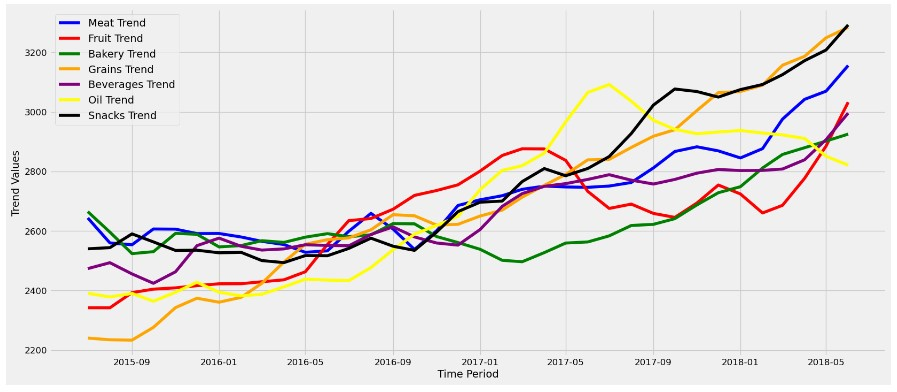 Meat Trend
Fruit Trend
Bakery Trend
Grains Trend
Beverages Trend
Oil Trend
Snacks Trend
3200
3000
2800
2600
2400
2200
Trend Values
2015-09 2016-01 2016-05 2016-09 2017-01 2017-05 2017-09 2018-01 2018-05
Time Period